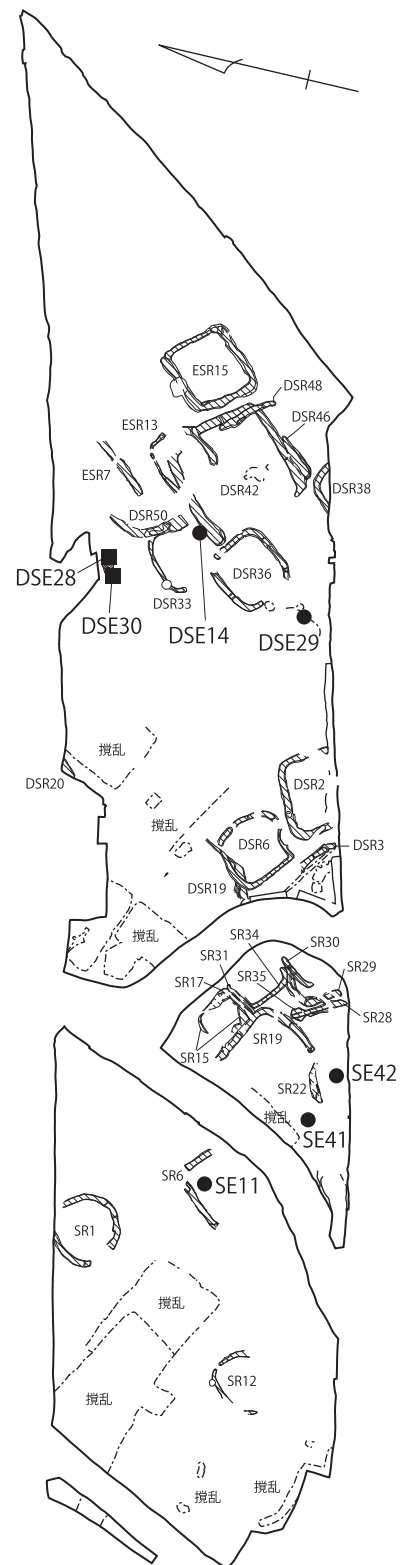 ESR15
DSR48
DSR46
ESR13
ESR7
DSR42
DSR38
DSR50
DSE28
DSR36
DSE30
DSR33
DSE14
DSE29
撹乱
DSR20
DSR2
撹乱
DSR6
DSR3
DSR19
撹乱
SR34
SR30
SR31
SR17
SR35
SR29
SR28
SR19
SR15
SE42
SR22
撹乱
SE41
SR6
SE11
SR1
撹乱
SR12
撹乱
撹乱
撹乱